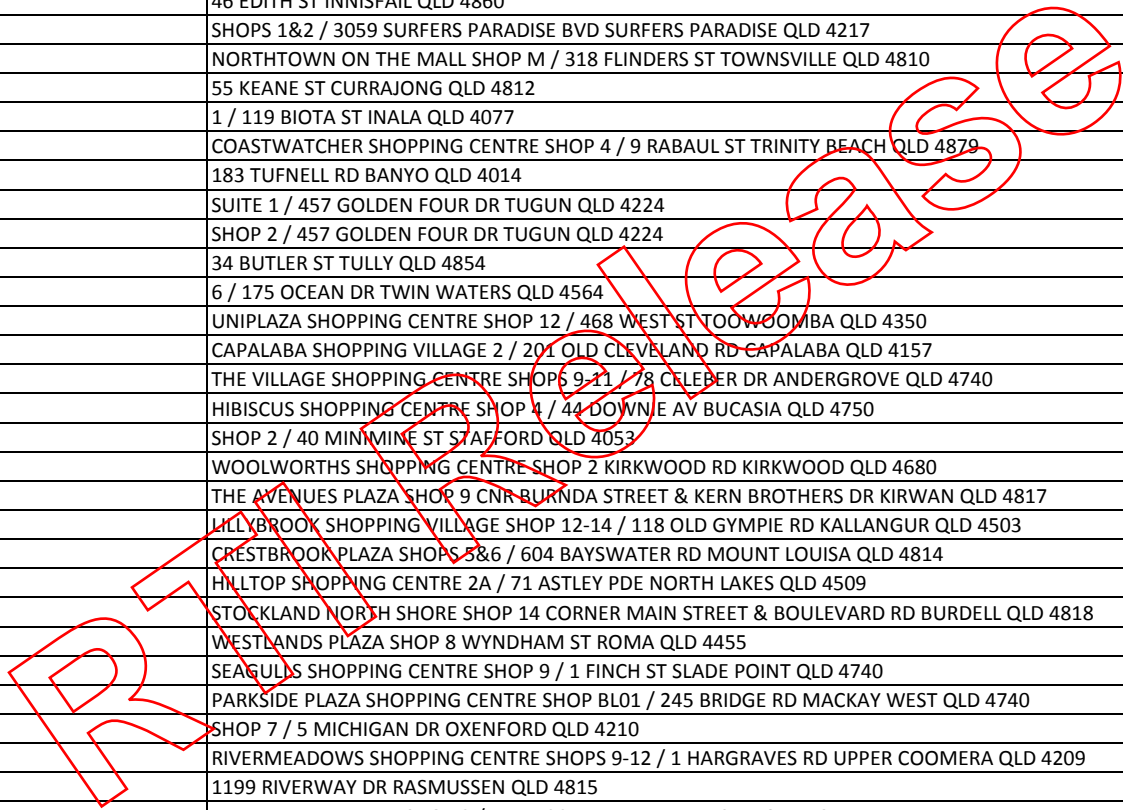 46 EDITH ST INNISFAIL QLD 4860
SHOPS 1&2 / 3059 SURFERS PARADISE BVD SURFERS PARADISE QLD 4217
NORTHTOWN ON THE MALL SHOP M / 318 FLINDERS ST TOWNSVILLE QLD 4810
55 KEANE ST CURRAJONG QLD 4812
1 / 119 BIOTA ST INALA QLD 4077
COASTWATCHER SHOPPING CENTRE SHOP 4 / 9 RABAUL ST TRINITY BEACH QLD 4879
183 TUFNELL RD BANYO QLD 4014
SUITE 1 / 457 GOLDEN FOUR DR TUGUN QLD 4224
SHOP 2 / 457 GOLDEN FOUR DR TUGUN QLD 4224
34 BUTLER ST TULLY QLD 4854
6 / 175 OCEAN DR TWIN WATERS QLD 4564
UNIPLAZA SHOPPING CENTRE SHOP 12 / 468 WEST ST TOOWOOMBA QLD 4350
CAPALABA SHOPPING VILLAGE 2 / 201 OLD CLEVELAND RD CAPALABA QLD 4157
THE VILLAGE SHOPPING CENTRE SHOPS 9-11 / 78 CELEBER DR ANDERGROVE QLD 4740
HIBISCUS SHOPPING CENTRE SHOP 4 / 44 DOWNIE AV BUCASIA QLD 4750
SHOP 2 / 40 MINIMINE ST STAFFORD QLD 4053
WOOLWORTHS SHOPPING CENTRE SHOP 2 KIRKWOOD RD KIRKWOOD QLD 4680
THE AVENUES PLAZA SHOP 9 CNR BURNDA STREET & KERN BROTHERS DR KIRWAN QLD 4817
LILLYBROOK SHOPPING VILLAGE SHOP 12-14 / 118 OLD GYMPIE RD KALLANGUR QLD 4503
CRESTBROOK PLAZA SHOPS 5&6 / 604 BAYSWATER RD MOUNT LOUISA QLD 4814
HILLTOP SHOPPING CENTRE 2A / 71 ASTLEY PDE NORTH LAKES QLD 4509
STOCKLAND NORTH SHORE SHOP 14 CORNER MAIN STREET & BOULEVARD RD BURDELL QLD 4818
WESTLANDS PLAZA SHOP 8 WYNDHAM ST ROMA QLD 4455
SEAGULLS SHOPPING CENTRE SHOP 9 / 1 FINCH ST SLADE POINT QLD 4740
PARKSIDE PLAZA SHOPPING CENTRE SHOP BL01 / 245 BRIDGE RD MACKAY WEST QLD 4740
SHOP 7 / 5 MICHIGAN DR OXENFORD QLD 4210
RIVERMEADOWS SHOPPING CENTRE SHOPS 9-12 / 1 HARGRAVES RD UPPER COOMERA QLD 4209
1199 RIVERWAY DR RASMUSSEN QLD 4815
RTI Release